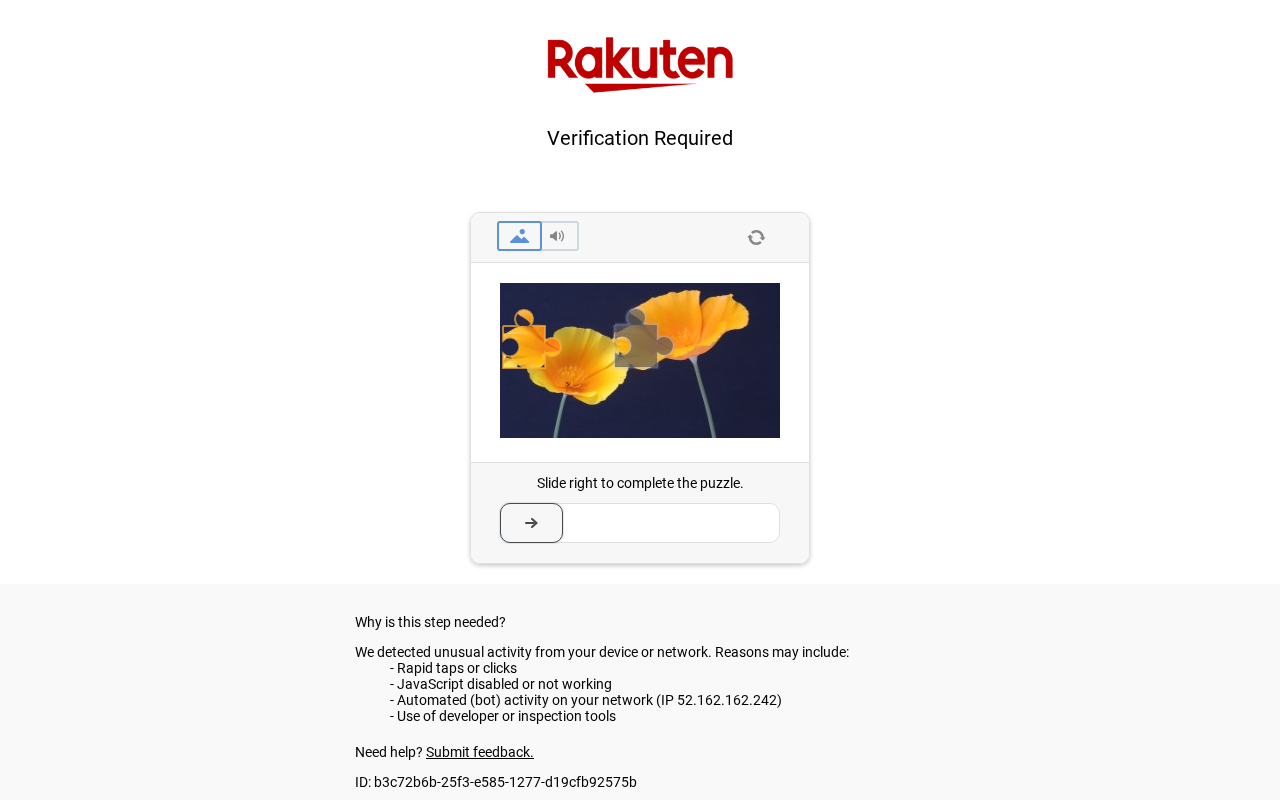 Rakuten
Verification Required
Slide right to complete the puzzle.
Why is this step needed?
We detected unusual activity from your device or network. Reasons may include:
- Rapid taps or clicks
- JavaScript disabled or not working
- Automated (bot) activity on your network (IP 52.162.162.242)
- Use of developer or inspection tools
Need help? Submit feedback.
ID: b3c72b6b-25f3-e585-1277-d19cfb92575b